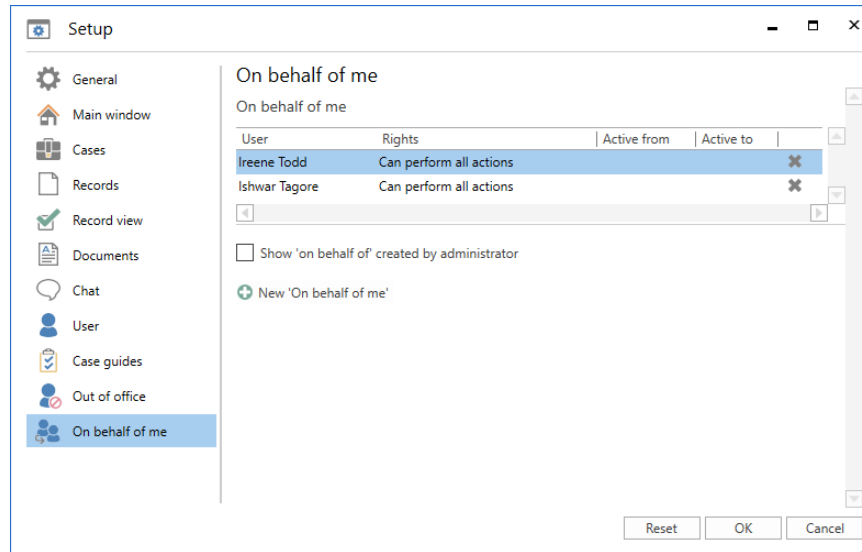 Setup
General
Main window
Cases
Records
Record view
Documents
Chat
User
Case guides
Out of office
On behalf of me
On behalf of me
On behalf of me
User Rights Active from Active to
Ireene Todd Can perform all actions
Ishwar Tagore Can perform all actions
Show 'on behalf of' created by administrator
New 'On behalf of me'
Reset OK Cancel